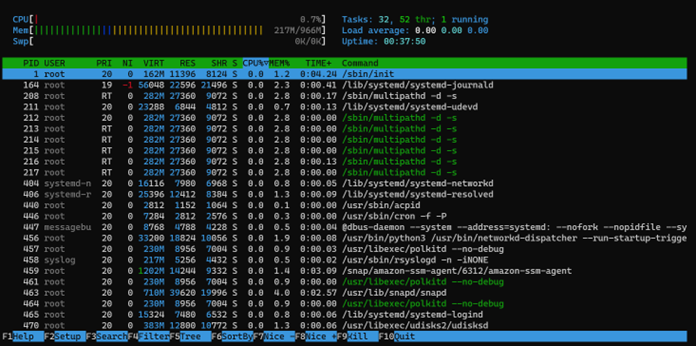 CPU[| 0.7%] Tasks: 32, 52 thr; 1 running
Mem[|||||||||||||||||||||||||||||||||||||||||||| 217M/966M] Load average: 0.00 0.00 0.00
Swp[ 0K/0K] Uptime: 00:37:50
PID USER PRI NI VIRT RES SHR S CPU%▽MEM% TIME+ Command
1 root 20 0 162M 11396 8124 S 0.0 1.2 0:04.24 /sbin/init
164 root 19 -1 56048 22596 21496 S 0.0 2.3 0:00.41 /lib/systemd/systemd-journald
208 root RT 0 282M 27360 9072 S 0.0 2.8 0:00.17 /sbin/multipathd -d -s
211 root 20 0 23288 6844 4812 S 0.0 0.7 0:00.13 /lib/systemd/systemd-udevd
212 root RT 0 282M 27360 9072 S 0.0 2.8 0:00.00 /sbin/multipathd -d -s
213 root RT 0 282M 27360 9072 S 0.0 2.8 0:00.00 /sbin/multipathd -d -s
214 root RT 0 282M 27360 9072 S 0.0 2.8 0:00.00 /sbin/multipathd -d -s
215 root RT 0 282M 27360 9072 S 0.0 2.8 0:00.00 /sbin/multipathd -d -s
216 root RT 0 282M 27360 9072 S 0.0 2.8 0:00.13 /sbin/multipathd -d -s
217 root RT 0 282M 27360 9072 S 0.0 2.8 0:00.00 /sbin/multipathd -d -s
404 systemd-n 20 0 16116 7980 6968 S 0.0 0.8 0:00.05 /lib/systemd/systemd-networkd
406 systemd-r 20 0 25396 12412 8384 S 0.0 1.3 0:00.09 /lib/systemd/systemd-resolved
440 root 20 0 2812 1152 1064 S 0.0 0.1 0:00.00 /usr/sbin/acpid
446 root 20 0 7284 2812 2576 S 0.0 0.3 0:00.00 /usr/sbin/cron -f -P
447 messagebu 20 0 8768 4788 4228 S 0.0 0.5 0:00.04 @dbus-daemon --system --address=systemd: --nofork --nopidfile --sy
456 root 20 0 33200 18824 10056 S 0.0 1.9 0:00.08 /usr/bin/python3 /usr/bin/networkd-dispatcher --run-startup-trigge
457 root 20 0 230M 8956 7004 S 0.0 0.9 0:00.03 /usr/libexec/polkitd --no-debug
458 syslog 20 0 217M 5256 4432 S 0.0 0.5 0:00.02 /usr/sbin/rsyslogd -n -iNONE
459 root 20 0 1202M 14244 9332 S 0.0 1.4 0:03.09 /snap/amazon-ssm-agent/6312/amazon-ssm-agent
461 root 20 0 230M 8956 7004 S 0.0 0.9 0:00.00 /usr/libexec/polkitd --no-debug
463 root 20 0 710M 39620 19996 S 0.0 4.0 0:02.57 /usr/lib/snapd/snapd
464 root 20 0 230M 8956 7004 S 0.0 0.9 0:00.00 /usr/libexec/polkitd --no-debug
465 root 20 0 15324 7480 6532 S 0.0 0.8 0:00.06 /lib/systemd/systemd-logind
470 root 20 0 383M 12800 10772 S 0.0 1.3 0:00.06 /usr/libexec/udisks2/udisksd
F1Help F2Setup F3SearchF4FilterF5Tree F6SortByF7Nice -F8Nice +F9Kill F10Quit